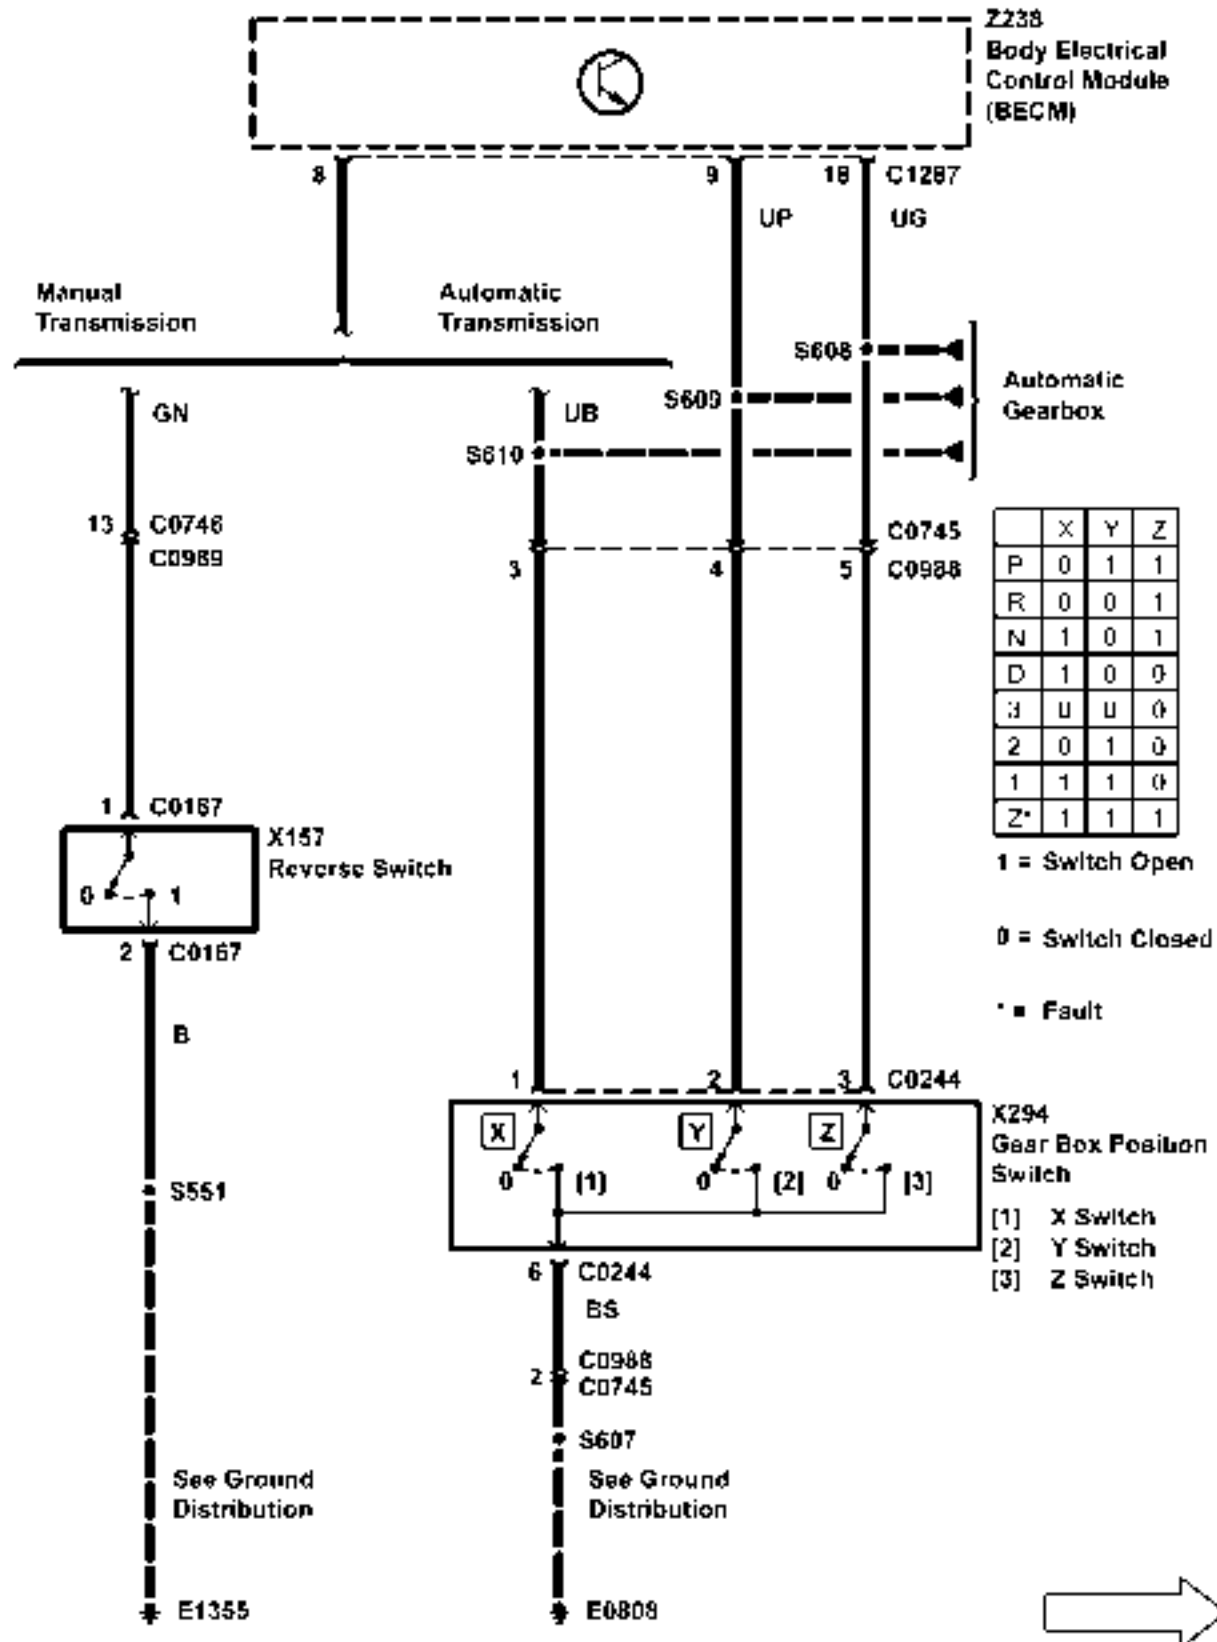 Z238
Body Electrical
Control Module
(BECM)
8
9
18
C1287
UP
UG
Manual
Transmission
Automatic
Transmission
S608
S609
Automatic
Gearbox
GN
UB
S610
13
C0746
C0989
C0745
3
4
5
C0988
X Y Z
P 0 1 1
R 0 0 1
N 1 0 1
D 1 0 0
3 0 0 0
2 0 1 0
1 1 1 0
Z* 1 1 1
1 C0167
X157
Reverse Switch
0
1
1 = Switch Open
0 = Switch Closed
* = Fault
2 C0167
B
1
2
3
C0244
X294
Gear Box Position
Switch
X
Y
Z
0
[1]
0
[2]
0
[3]
[1] X Switch
[2] Y Switch
[3] Z Switch
S551
6 C0244
BS
2
C0988
C0745
S607
See Ground
Distribution
See Ground
Distribution
E1355
E0808